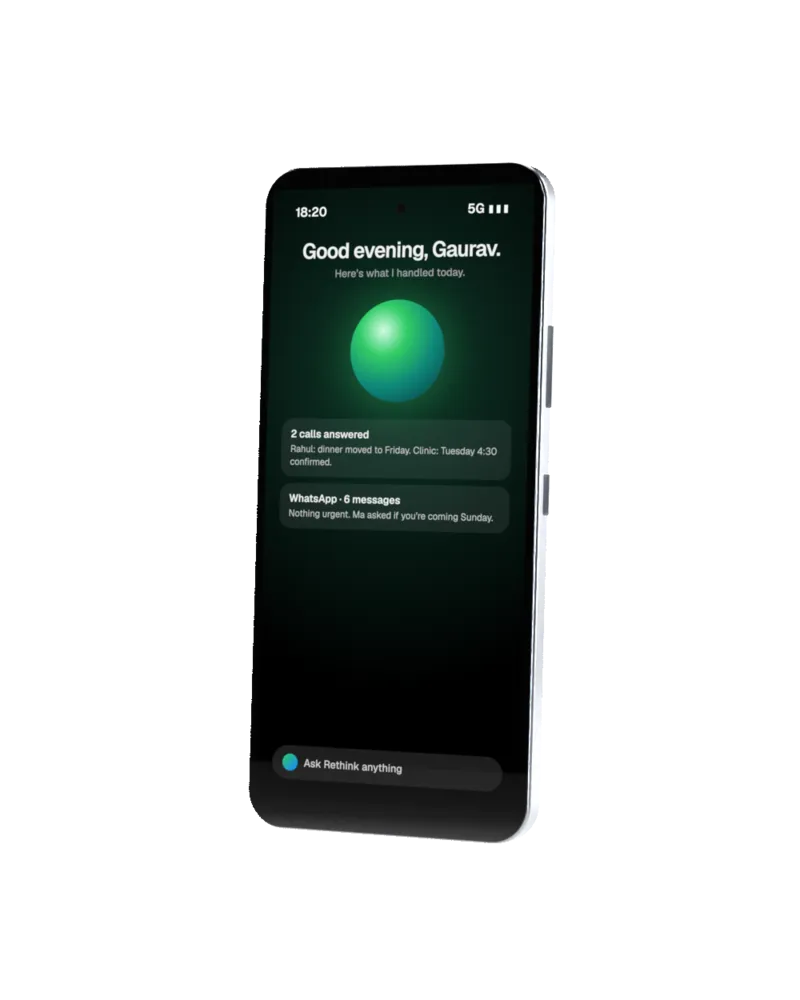 18:20
5G
Good evening, Gaurav.
Here's what I handled today.
2 calls answered
Rahul: dinner moved to Friday. Clinic: Tuesday 4:30
confirmed.
WhatsApp · 6 messages
Nothing urgent. Ma asked if you're coming Sunday.
Ask Rethink anything